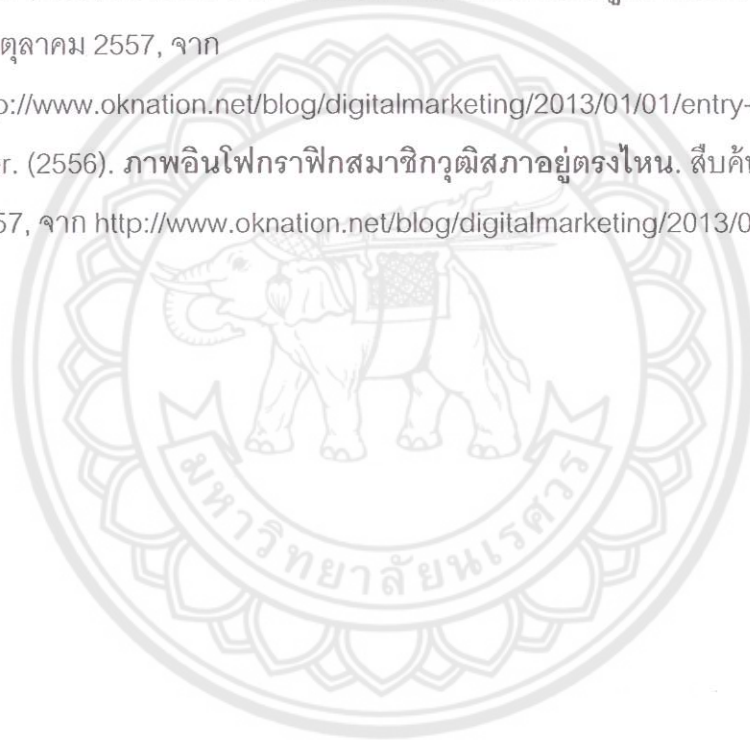 ตุลาคม 2557, จาก
://www.oknation.net/blog/digitalmarketing/2013/01/01/entry-
r. (2556). ภาพอินโฟกราฟิกสมาชิกวุฒิสภาอยู่ตรงไหน. สืบค้น
57, จาก http://www.oknation.net/blog/digitalmarketing/2013/0
มหาวิทยาลัยนเรศวร